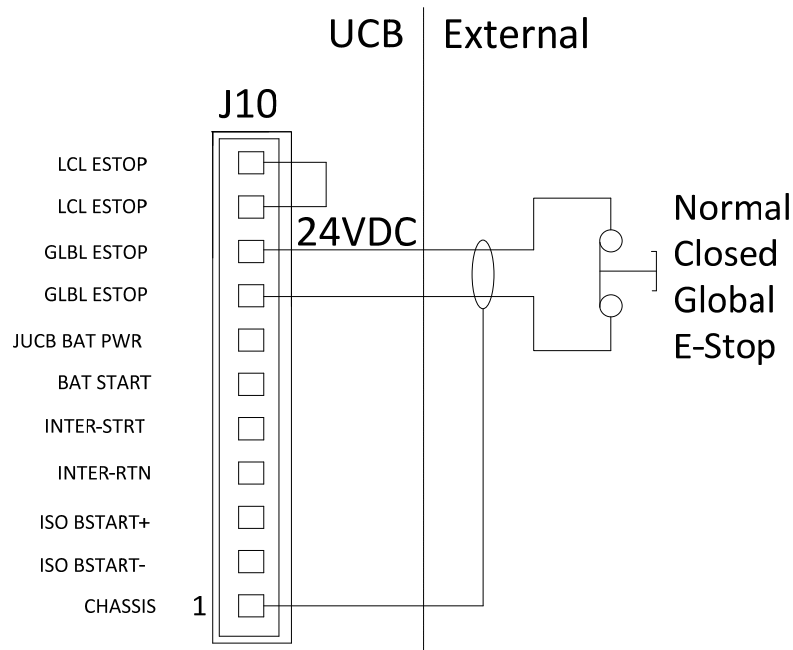 UCB
External
J10
LCL ESTOP
LCL ESTOP
24VDC
GLBL ESTOP
GLBL ESTOP
JUCB BAT PWR
BAT START
INTER-STRT
INTER-RTN
ISO BSTART+
ISO BSTART-
CHASSIS 1
Normal
Closed
Global
E-Stop